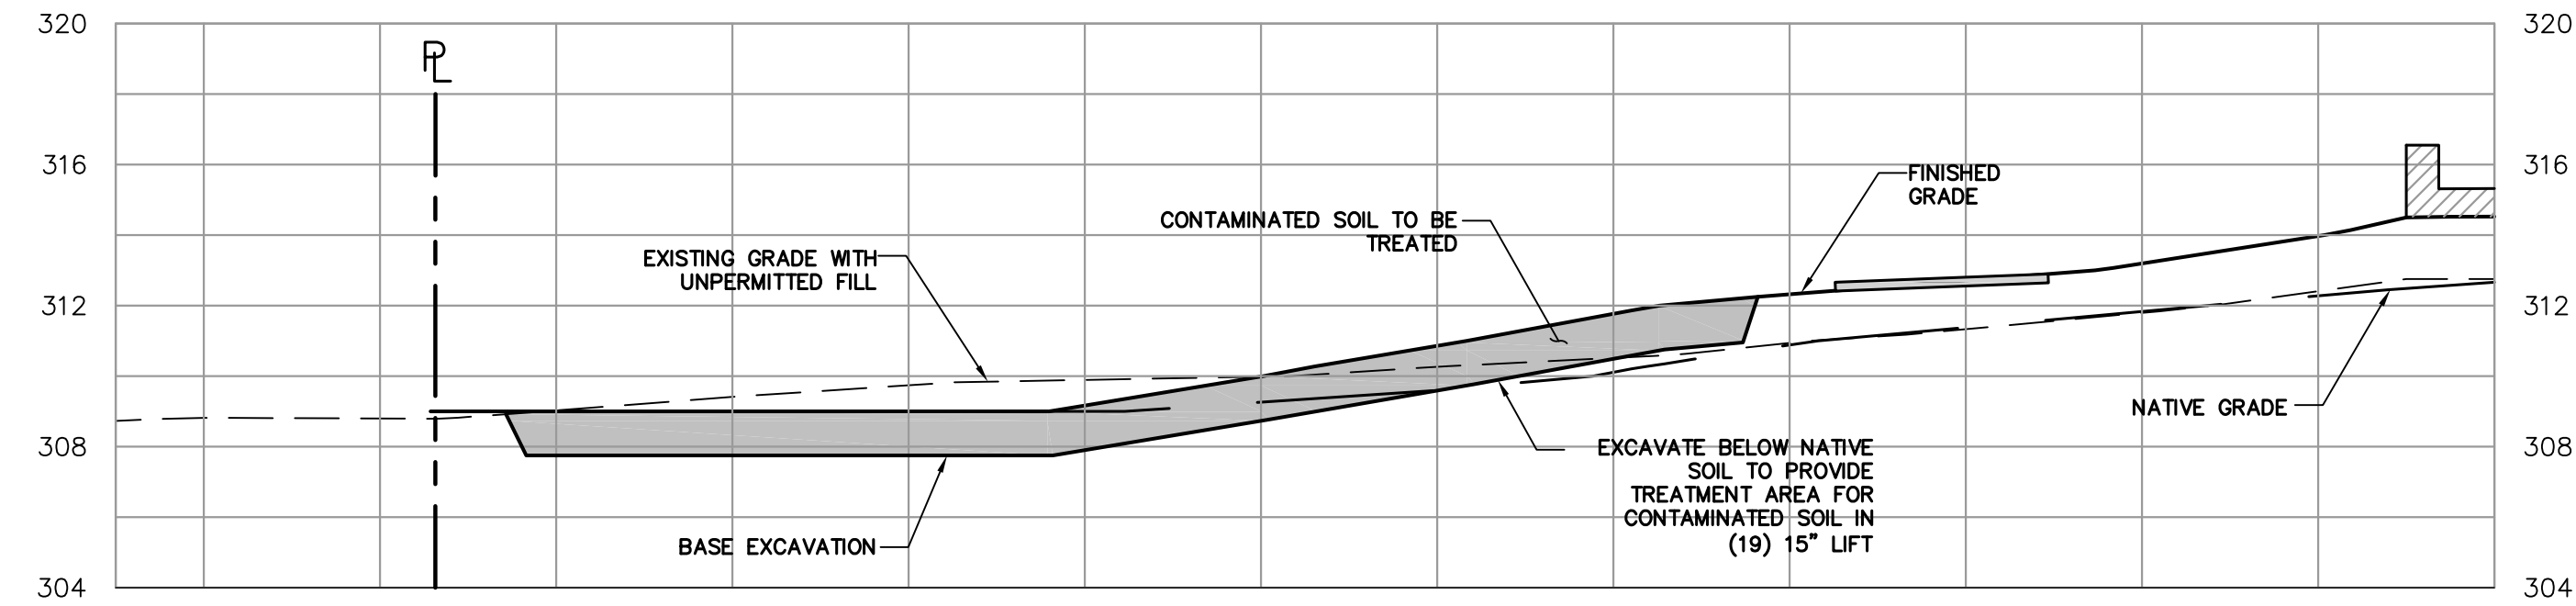 320
320
PL
316
316
FINISHED
GRADE
CONTAMINATED SOIL TO BE
TREATED
EXISTING GRADE WITH
UNPERMITTED FILL
312
312
NATIVE GRADE
308
308
EXCAVATE BELOW NATIVE
SOIL TO PROVIDE
TREATMENT AREA FOR
CONTAMINATED SOIL IN
(19) 15" LIFT
BASE EXCAVATION
304
304